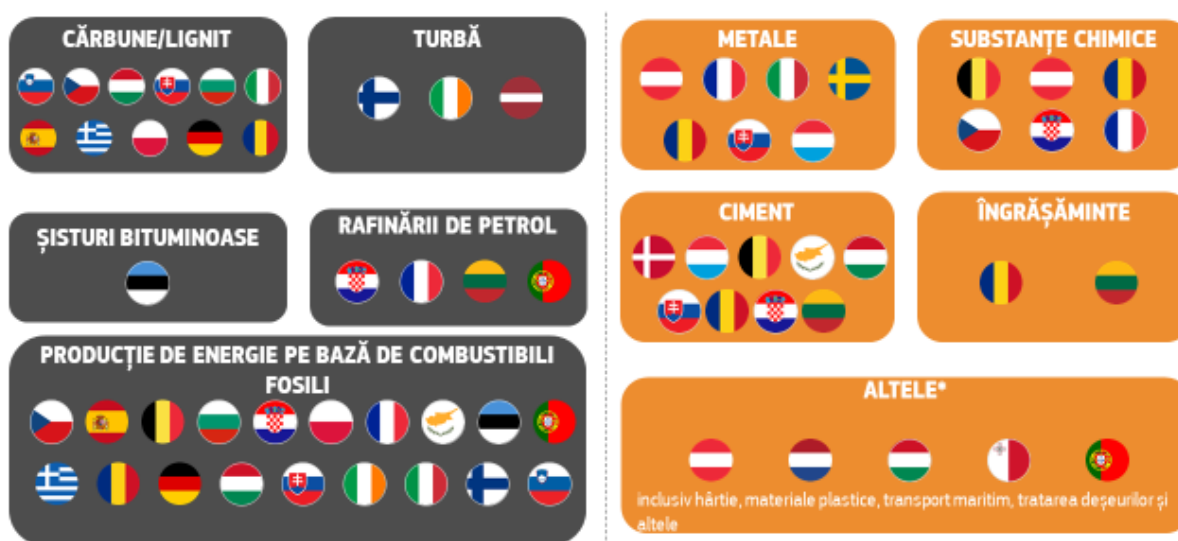 CĂRBUNE/LIGNIT
TURBĂ
ȘISTURI BITUMINOASE
RAFINĂRII DE PETROL
PRODUCȚIE DE ENERGIE PE BAZĂ DE COMBUSTIBILI
FOSILI
METALE
SUBSTANȚE CHIMICE
CIMENT
ÎNGRĂȘĂMINTE
ALTELE*
inclusiv hârtie, materiale plastice, transport maritim, tratarea deșeurilor și
altele